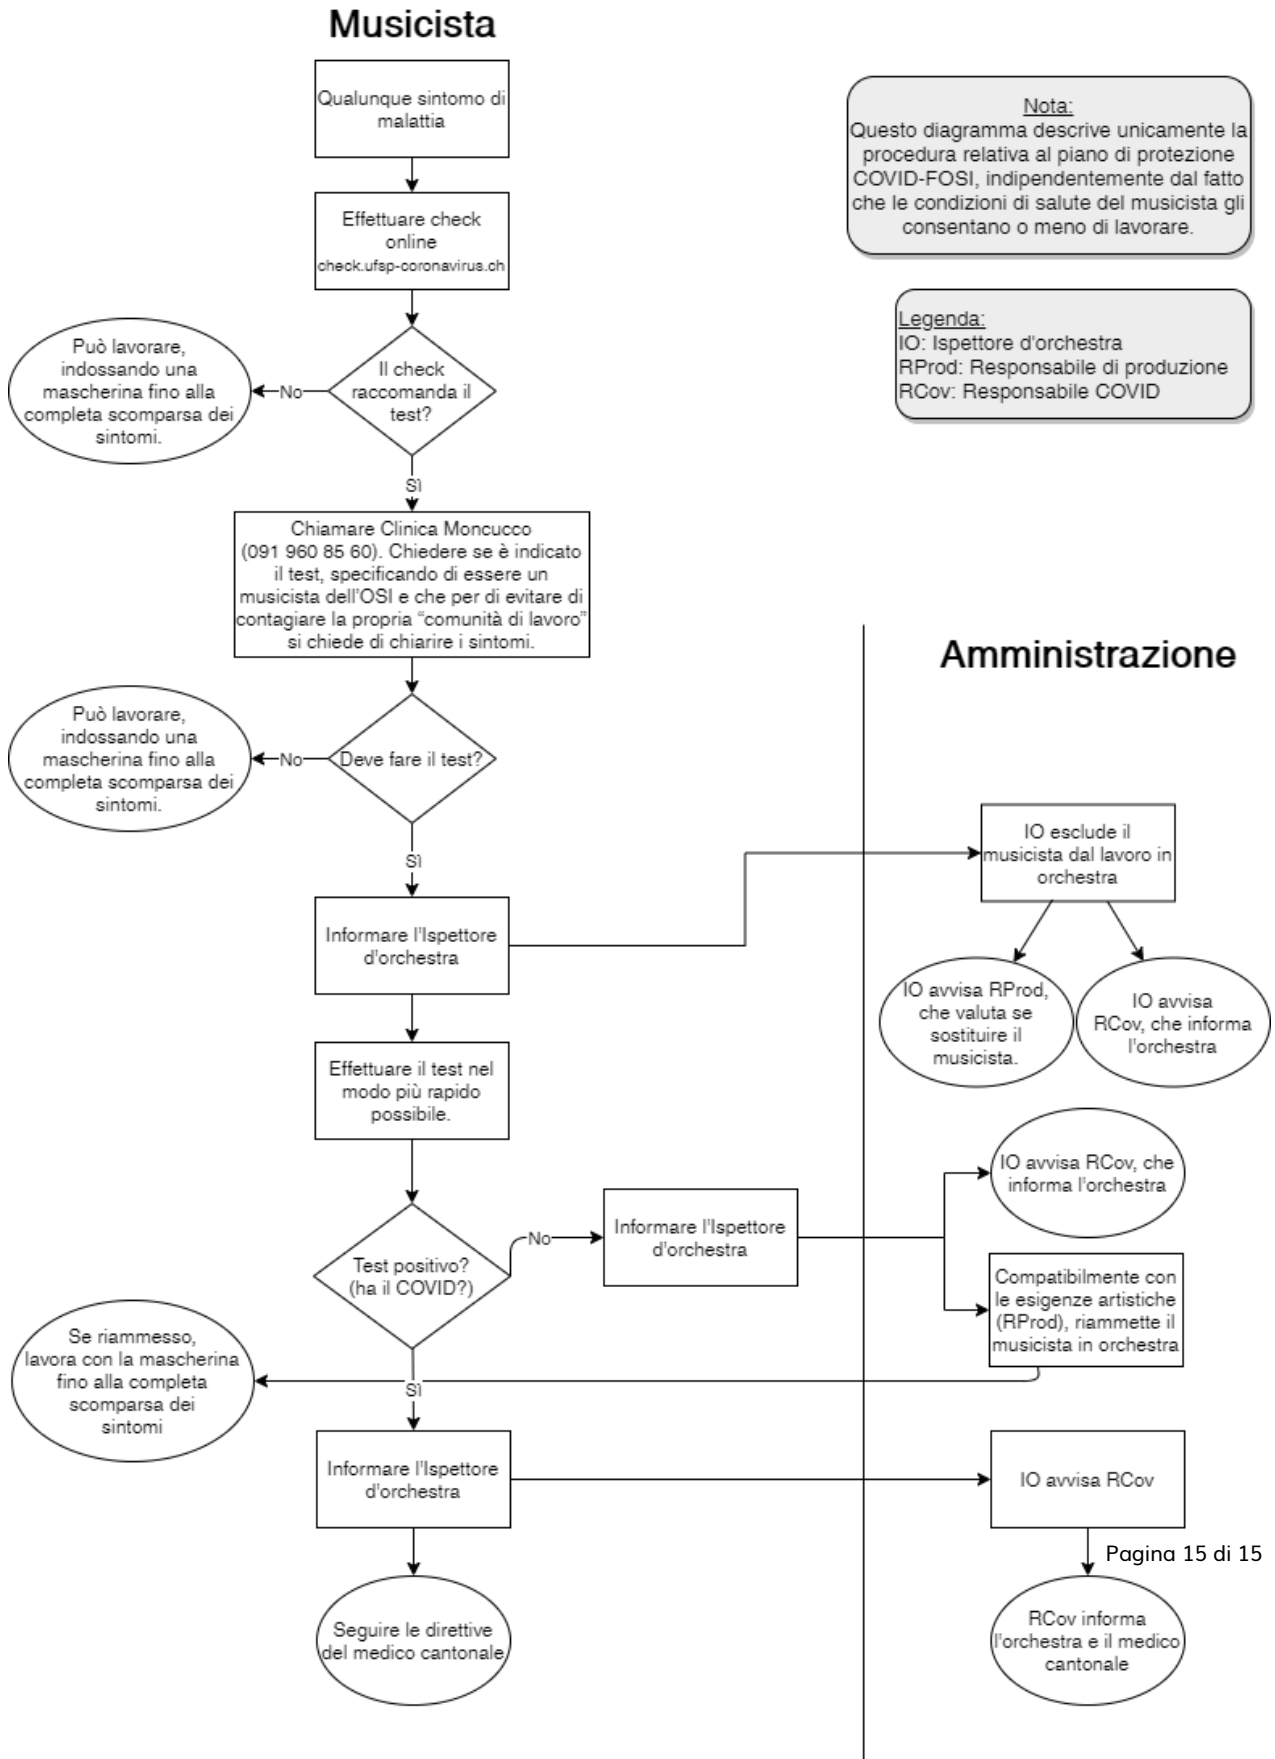 Musicista
Qualunque sintomo di
malattia
Nota:
Questo diagramma descrive unicamente la
procedura relativa al piano di protezione
COVID-FOSI, indipendentemente dal fatto
che le condizioni di salute del musicista gli
consentano o meno di lavorare.
Effettuare check
online
check.ufsp-coronavirus.ch
Legenda:
IO: Ispettore d'orchestra
RProd: Responsabile di produzione
RCov: Responsabile COVID
Il check
raccomanda il
test?
No
Può lavorare,
indossando una
mascherina fino alla
completa scomparsa dei
sintomi.
Sì
Chiamare Clinica Moncucco
(091 960 85 60). Chiedere se è indicato
il test, specificando di essere un
musicista dell'OSI e che per di evitare di
contagiare la propria “comunità di lavoro”
si chiede di chiarire i sintomi.
Amministrazione
Deve fare il test?
No
Può lavorare,
indossando una
mascherina fino alla
completa scomparsa dei
sintomi.
Sì
Informare l'Ispettore
d'orchestra
IO esclude il
musicista dal lavoro in
orchestra
IO avvisa RProd,
che valuta se
sostituire il
musicista.
IO avvisa
RCov, che informa
l'orchestra
Effettuare il test nel
modo più rapido
possibile.
Test positivo?
(ha il COVID?)
No
Informare l'Ispettore
d'orchestra
IO avvisa RCov, che
informa l'orchestra
Compatibilmente con
le esigenze artistiche
(RProd), riammette il
musicista in orchestra
Se riammesso,
lavora con la mascherina
fino alla completa
scomparsa dei
sintomi
Sì
Informare l'Ispettore
d'orchestra
IO avvisa RCov
Pagina 15 di 15
Seguire le direttive
del medico cantonale
RCov informa
l'orchestra e il medico
cantonale